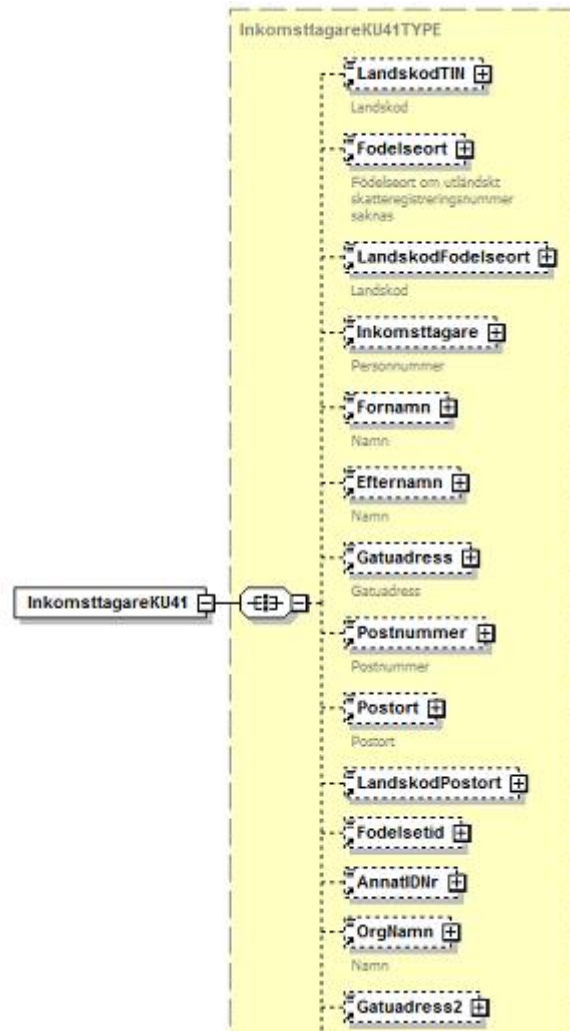 InkomsttagareKU41TYPE
LandskodTIN
Landskod
Fodelseort
Födelseort om utländskt
skatteregistreringsnummer
saknas
LandskodFodelseort
Landskod
Inkomsttagare
Personnummer
Fornamn
Namn
Efternamn
Namn
Gatuadress
Gatuadress
InkomsttagareKU41
Postnummer
Postnummer
Postort
Postort
LandskodPostort
Fodelsetid
AnnatIDNr
OrgNamn
Namn
Gatuadress2